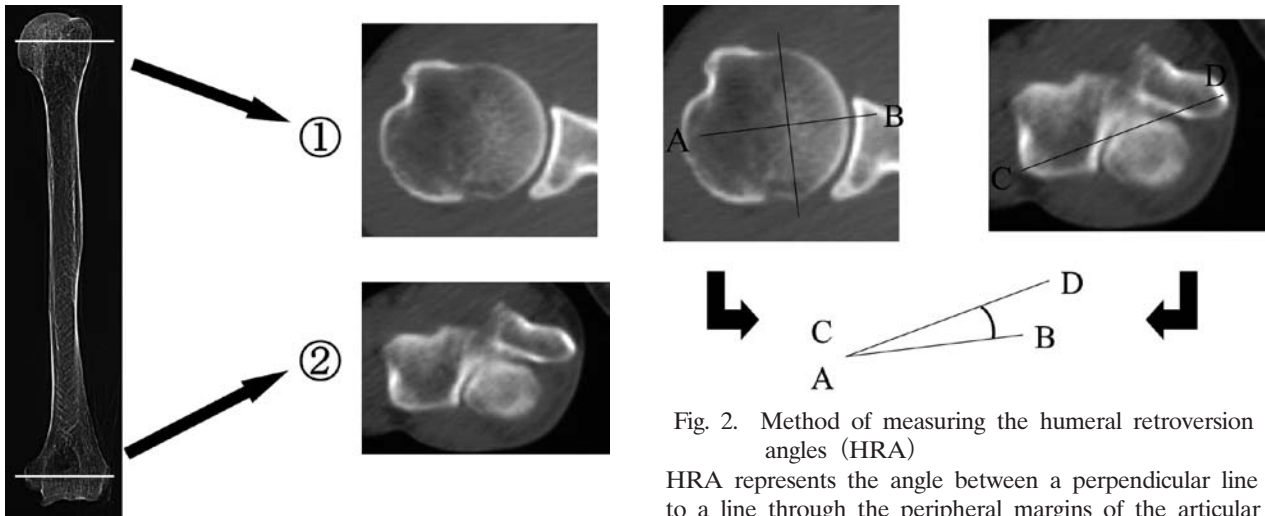 ①
②
A
B
C
D
C
A
D
B
Fig. 2. Method of measuring the humeral retroversion
angles (HRA)
HRA represents the angle between a perpendicular line
to a line through the peripheral margins of the articular